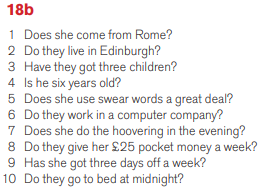 18b
1 Does she come from Rome?
2 Do they live in Edinburgh?
3 Have they got three children?
4 Is he six years old?
5 Does she use swear words a great deal?
6 Do they work in a computer company?
7 Does she do the hoovering in the evening?
8 Do they give her £25 pocket money a week?
9 Has she got three days off a week?
10 Do they go to bed at midnight?